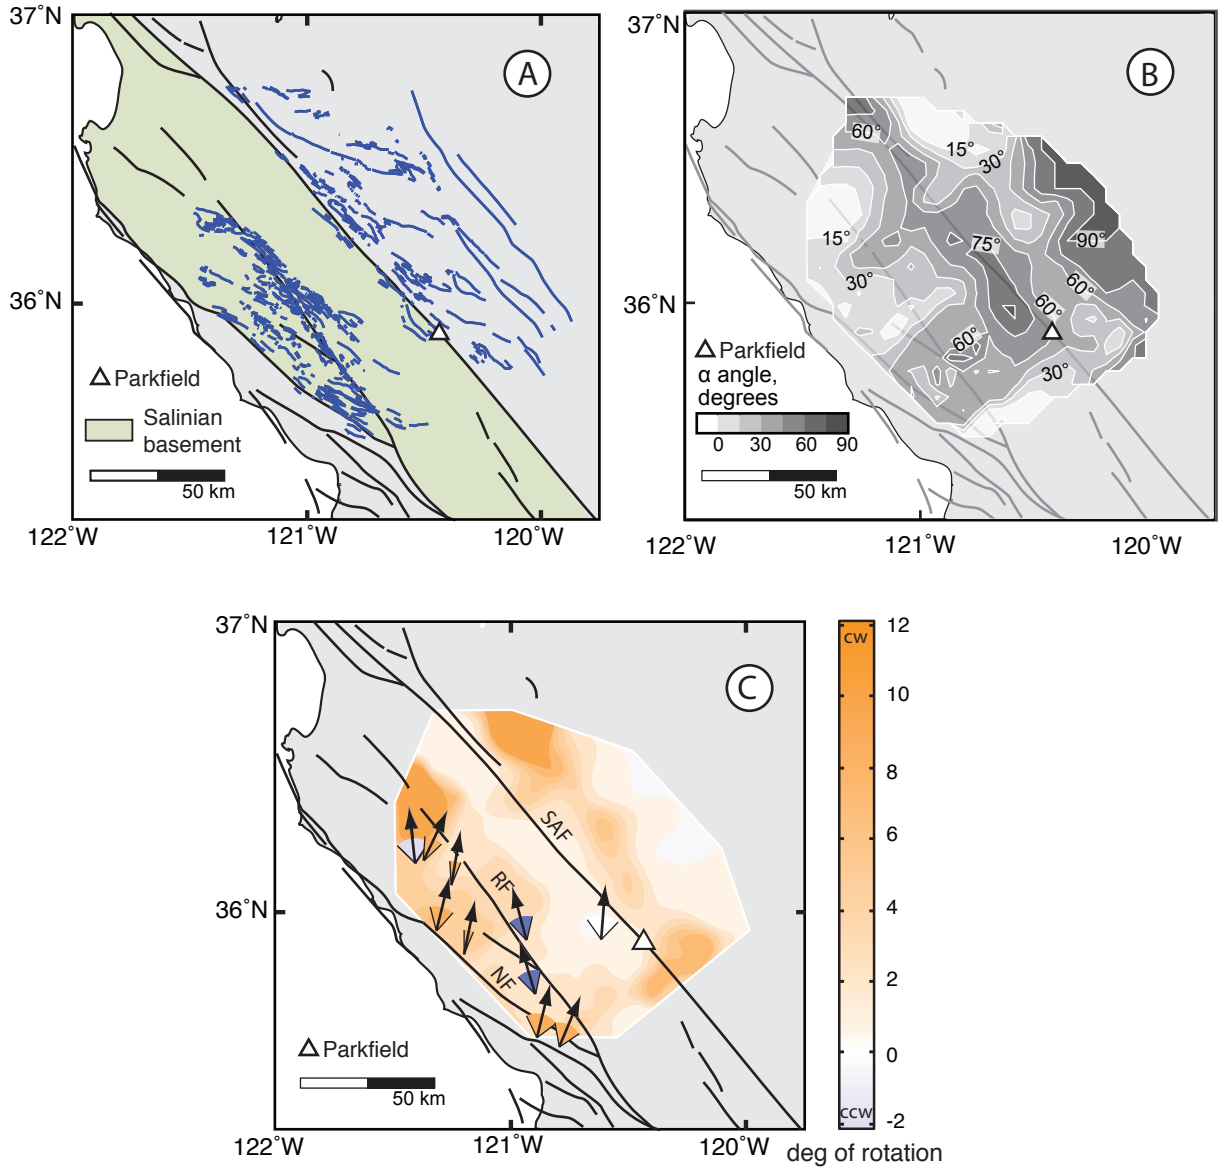 37°N
A
36°N
Parkfield
Salinian
basement
50 km
122°W
121°W
120°W
37°N
B
60°
15°
30°
15°
75°
90°
30°
60°
36°N
60°
60°
30°
Parkfield
α angle,
degrees
0 30 60 90
50 km
122°W
121°W
120°W
37°N
C
SAF
RF
36°N
NF
Parkfield
50 km
122°W
121°W
120°W
cw
12
10
8
6
4
2
0
ccw
-2
deg of rotation